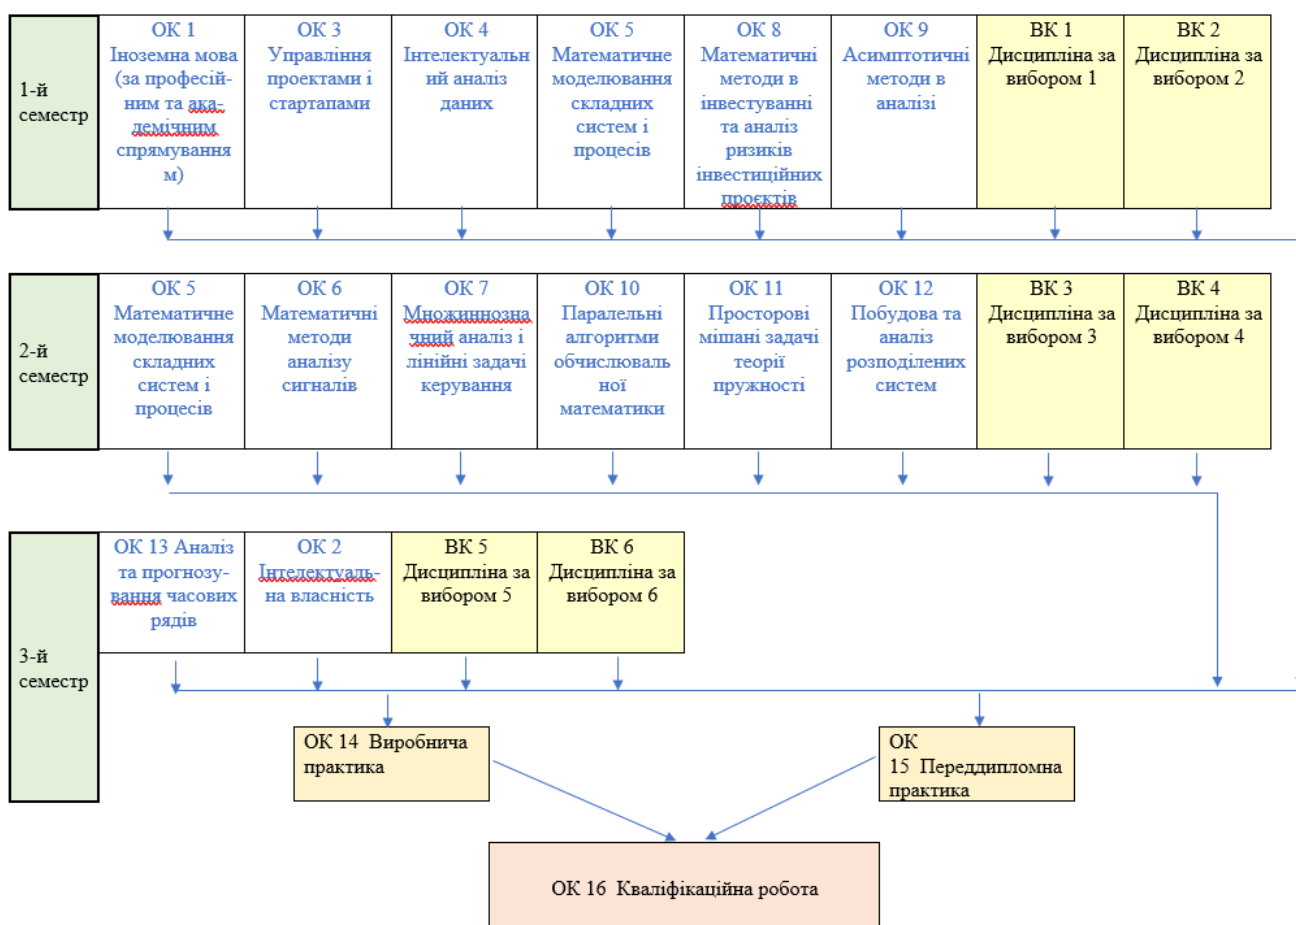 1-й
семестр
ОК 1
Іноземна мова
(за професій-
ним та ака-
демічним
спрямування
м)
ОК 3
Управління
проектами і
стартапами
ОК 4
Інтелектуальн
ий аналіз
даних
ОК 5
Математичне
моделювання
складних
систем і
процесів
ОК 8
Математичні
методи в
інвестуванні
та аналіз
ризиків
інвестиційних
проєктів
ОК 9
Асимптотичні
методи в
аналізі
ВК 1
Дисципліна за
вибором 1
ВК 2
Дисципліна за
вибором 2
2-й
семестр
ОК 5
Математичне
моделювання
складних
систем і
процесів
ОК 6
Математичні
методи
аналізу
сигналів
ОК 7
Множиннозна
чний аналіз і
лінійні задачі
керування
ОК 10
Паралельні
алгоритми
обчислюваль
ної
математики
ОК 11
Просторові
мішані задачі
теорії
пружності
ОК 12
Побудова та
аналіз
розподілених
систем
ВК 3
Дисципліна за
вибором 3
ВК 4
Дисципліна за
вибором 4
3-й
семестр
ОК 13 Аналіз
та прогнозу-
вання часових
рядів
ОК 2
Інтелектуаль-
на власність
ВК 5
Дисципліна за
вибором 5
ВК 6
Дисципліна за
вибором 6
ОК 14 Виробнича
практика
ОК
15 Переддипломна
практика
ОК 16 Кваліфікаційна робота